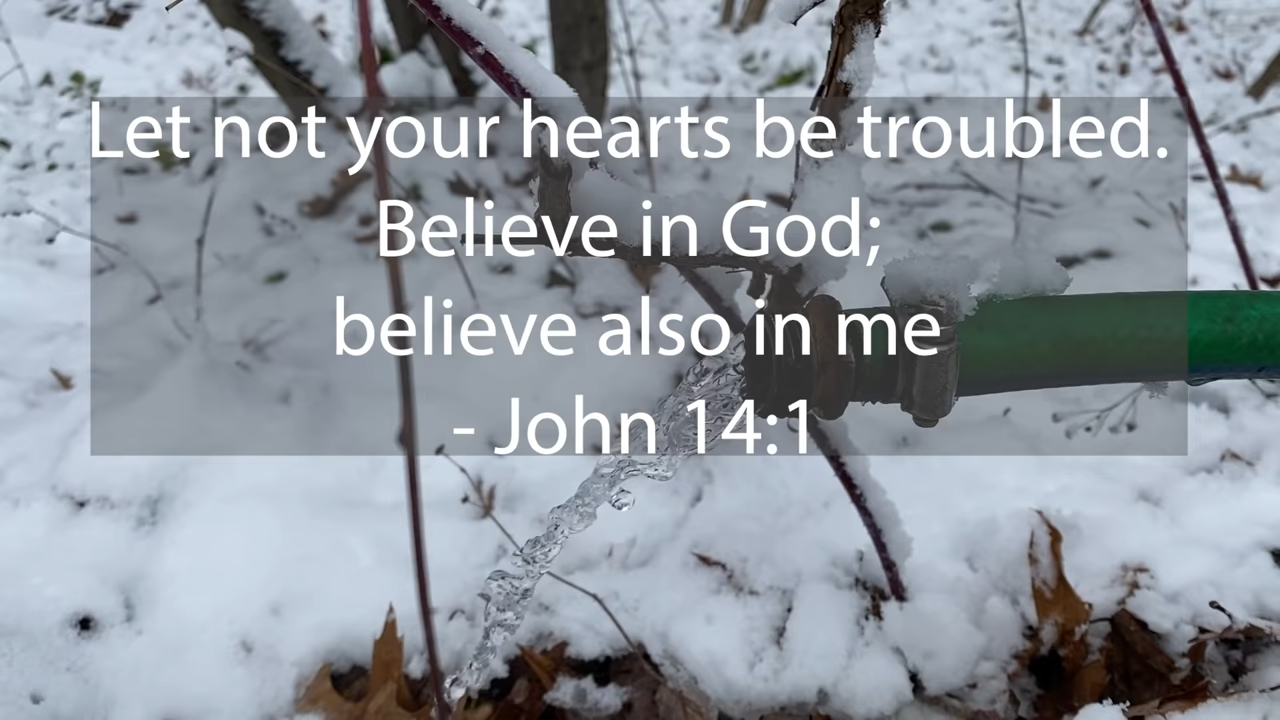 Let not your hearts be troubled.
Believe in God;
believe also in me
- John 14:1